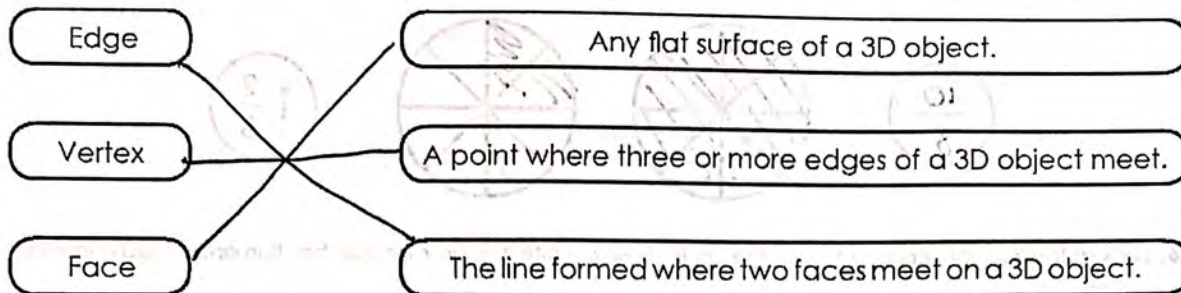 Edge
Any flat surface of a 3D object.
Vertex
A point where three or more edges of a 3D object meet.
Face
The line formed where two faces meet on a 3D object.